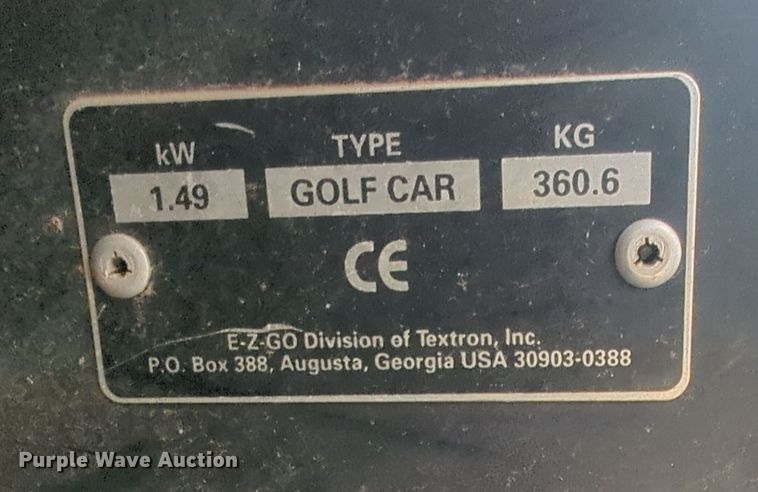 kW TYPE KG
1.49 GOLF CAR 360.6
CE
E-Z-GO Division of Textron, Inc.
P.O. Box 388, Augusta, Georgia USA 30903-0388
Purple Wave Auction